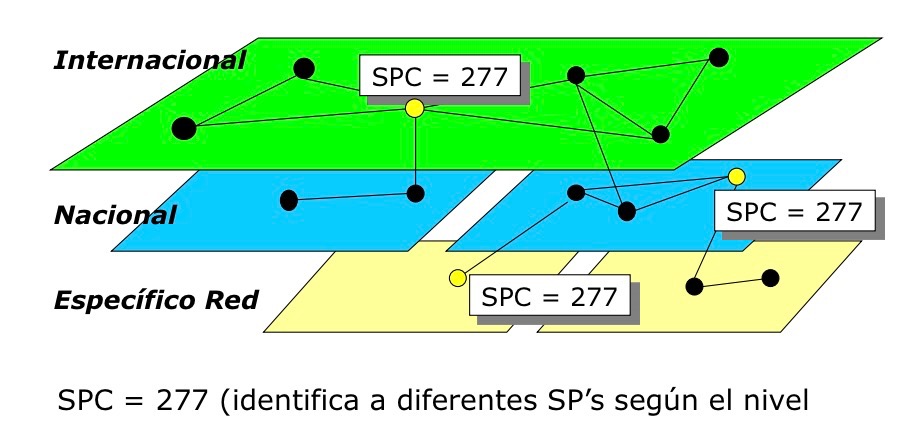 Internacional
SPC = 277
Nacional
SPC = 277
Específico Red
SPC = 277
SPC = 277 (identifica a diferentes SP’s según el nivel